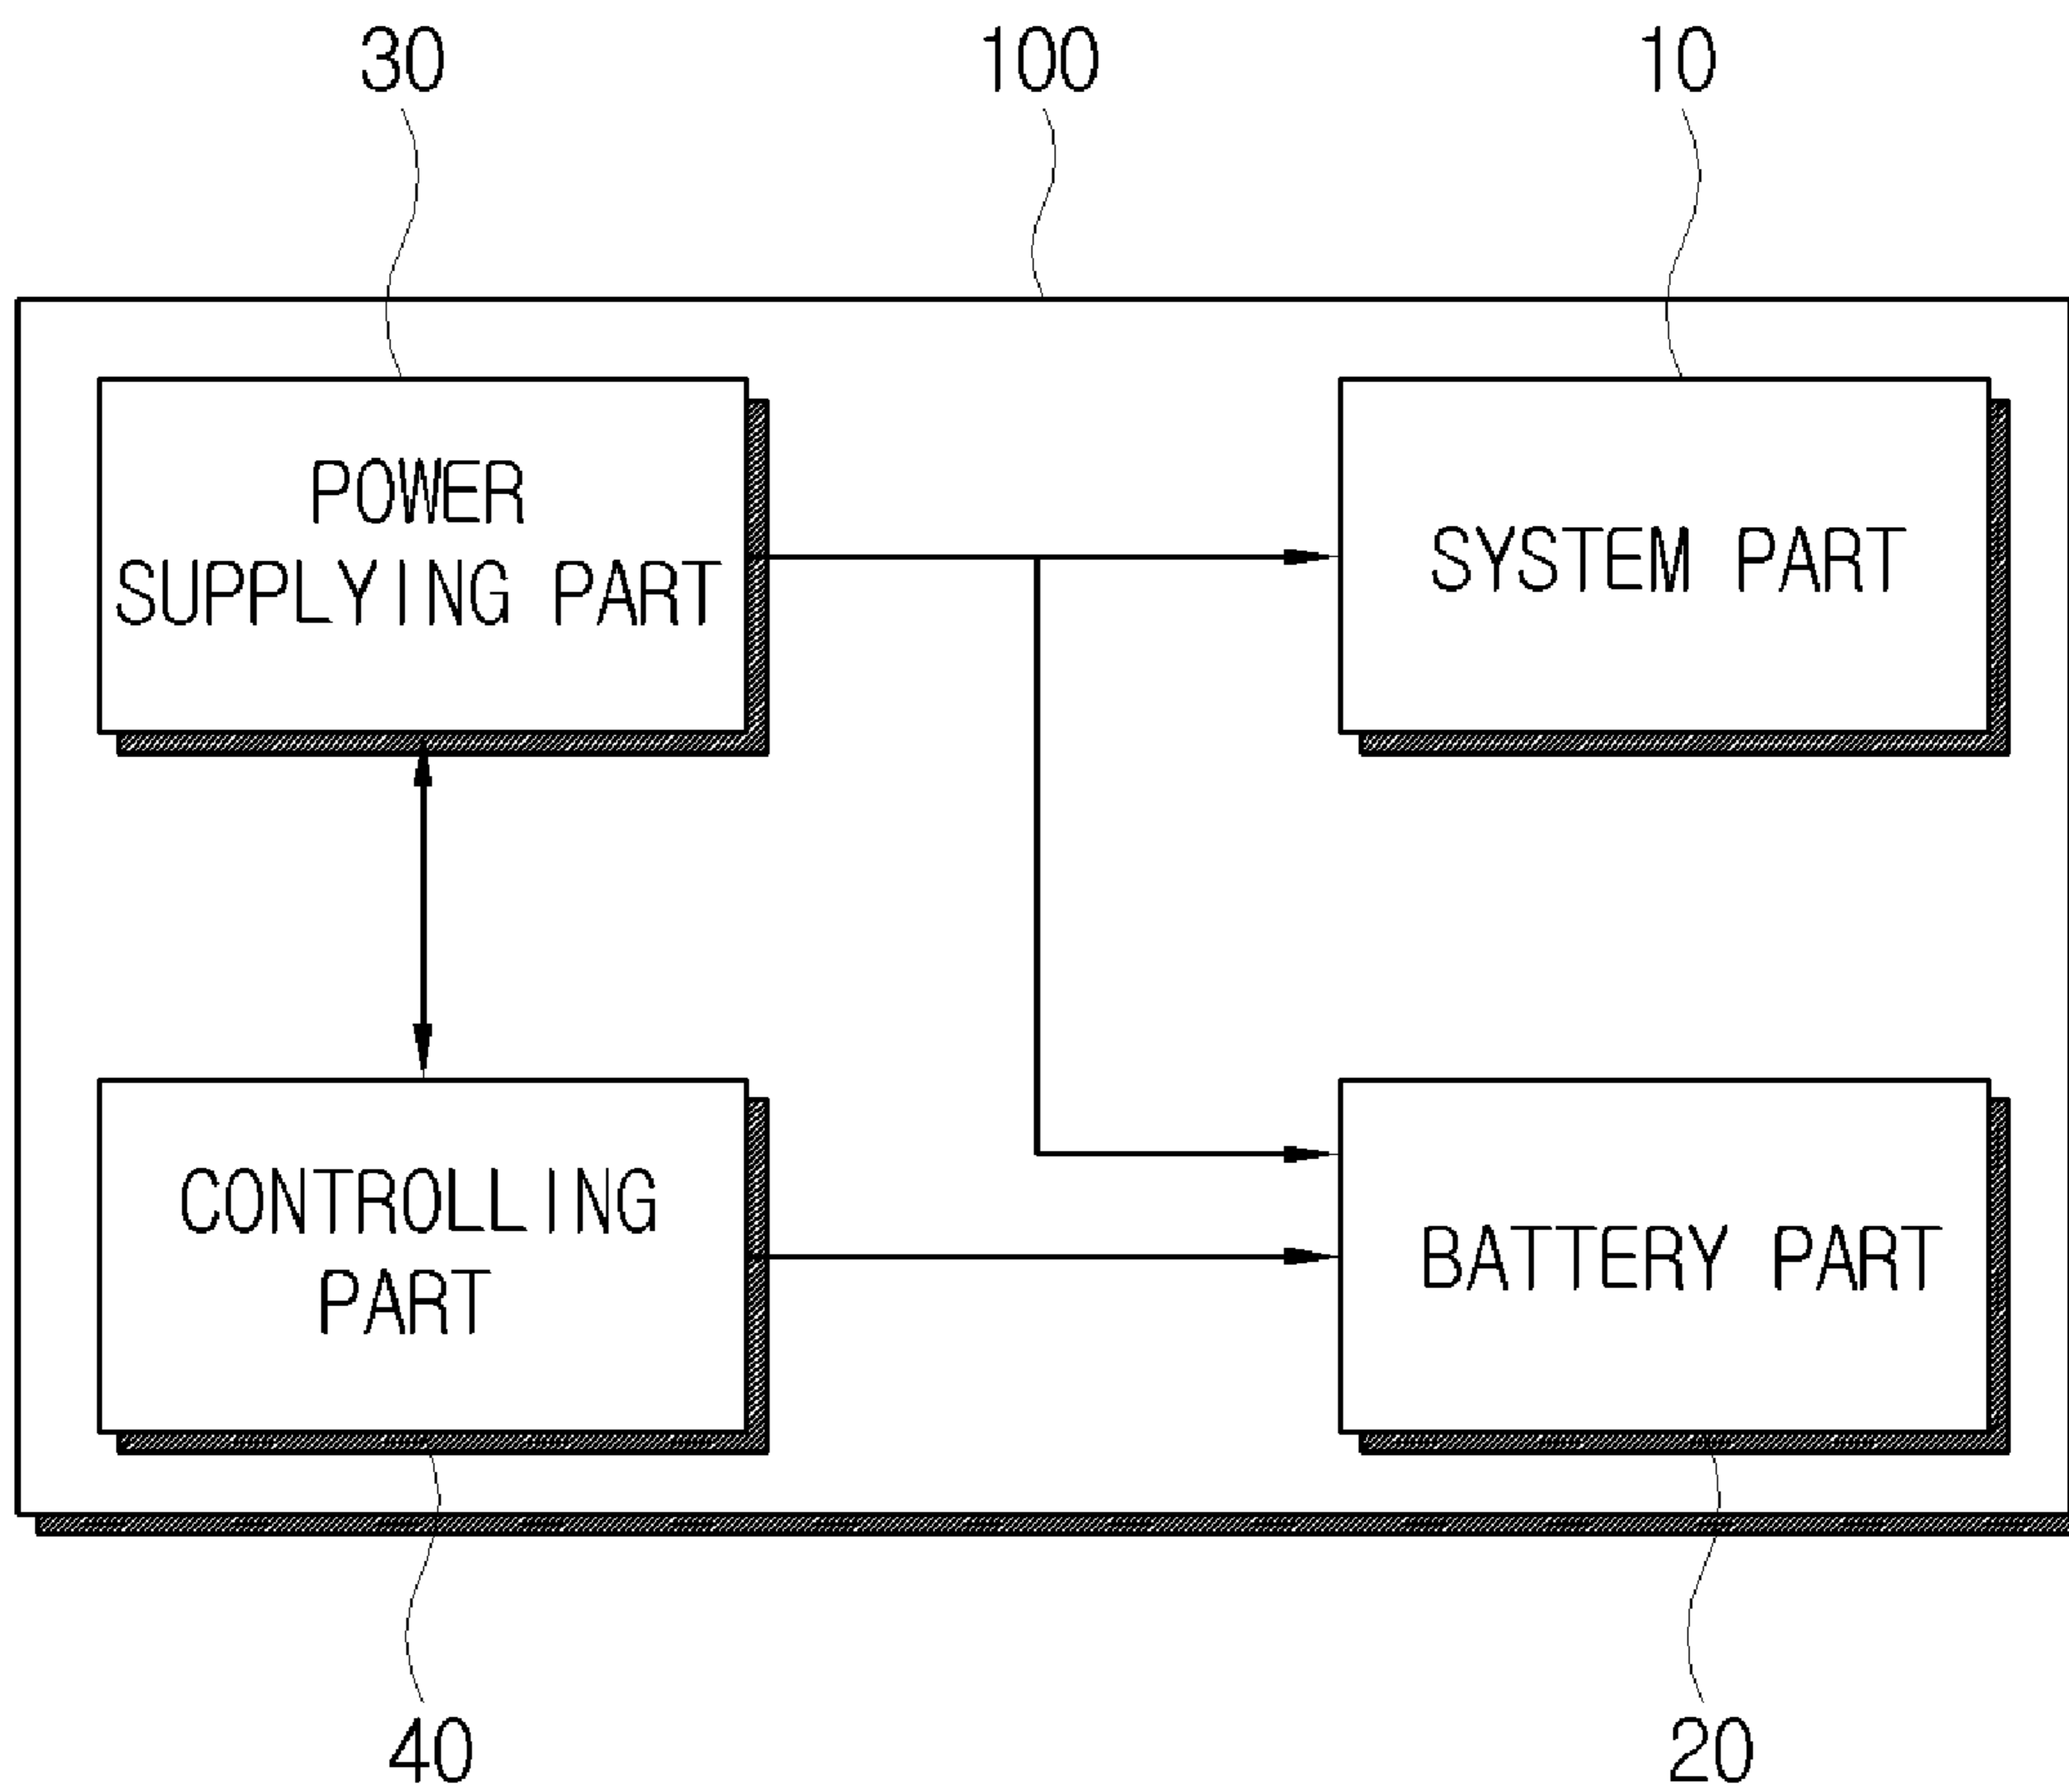 30
100
10
POWER
SUPPLYING PART
SYSTEM PART
CONTROLLING
PART
BATTERY PART
40
20